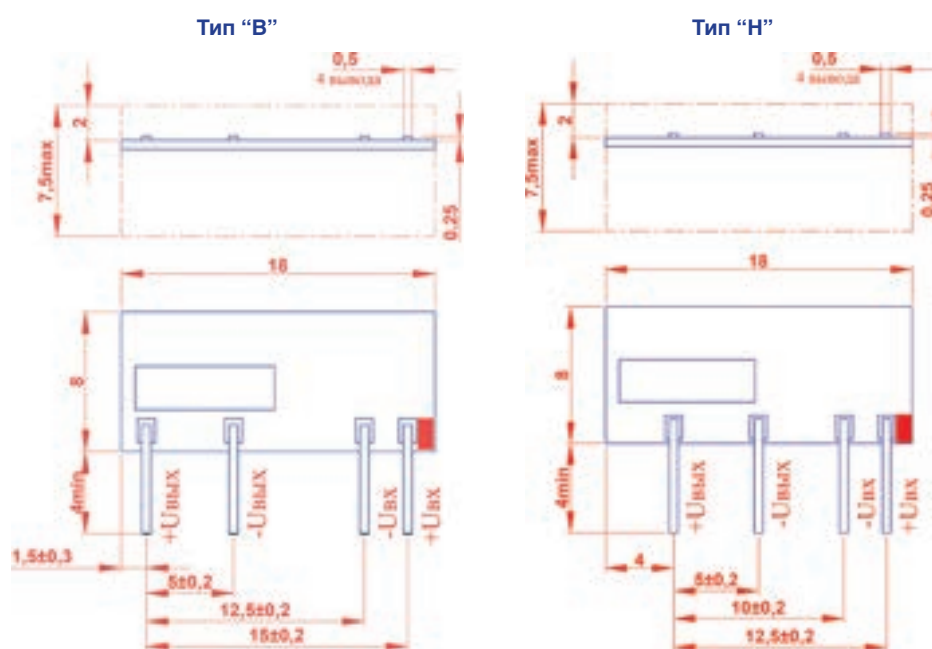 Тип “В”
Тип “Н”
0,5
4 вывода
2
7,5max
0.25
18
8
4min
+Uвых
-Uвых
-Uвх
+Uвх
1,5±0.3
5±0,2
12,5±0.2
15±0,2
0,5
4 вывода
2
7,5max
0.25
18
8
4min
+Uвых
-Uвых
-Uвх
+Uвх
4
5±0,2
10±0,2
12,5±0.2